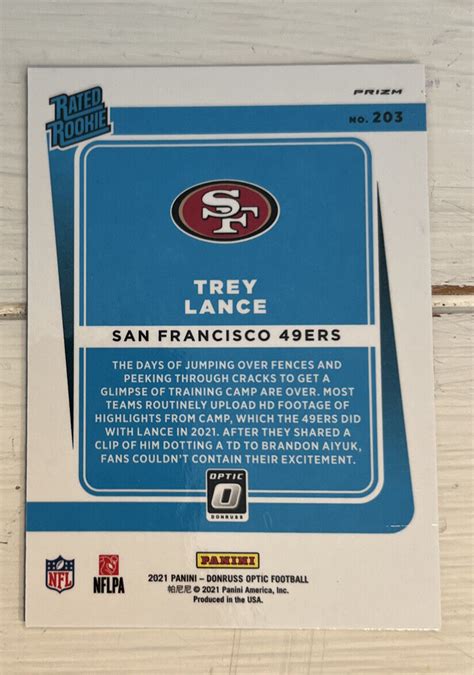 RATED
ROOKIE
PRIZM
NO. 203
SF
TREY
LANCE
SAN FRANCISCO 49ERS
THE DAYS OF JUMPING OVER FENCES AND
PEEKING THROUGH CRACKS TO GET A
GLIMPSE OF TRAINING CAMP ARE OVER. MOST
TEAMS ROUTINELY UPLOAD HD FOOTAGE OF
HIGHLIGHTS FROM CAMP, WHICH THE 49ERS DID
WITH LANCE IN 2021. AFTER THEY SHARED A
CLIP OF HIM DOTTING A TD TO BRANDON AIYUK,
FANS COULDN'T CONTAIN THEIR EXCITEMENT.
OPTIC
O
DONRUSS
NFL
NFLPA
PANINI
2021 PANINI – DONRUSS OPTIC FOOTBALL
帕尼尼 © 2021 Panini America, Inc.
Produced in the USA.